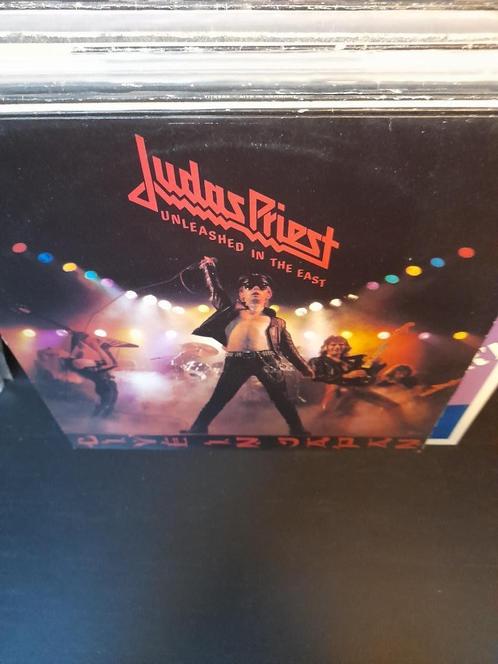 Judas Priest
UNLEASHED IN THE EAST
LIVE IN JAPAN